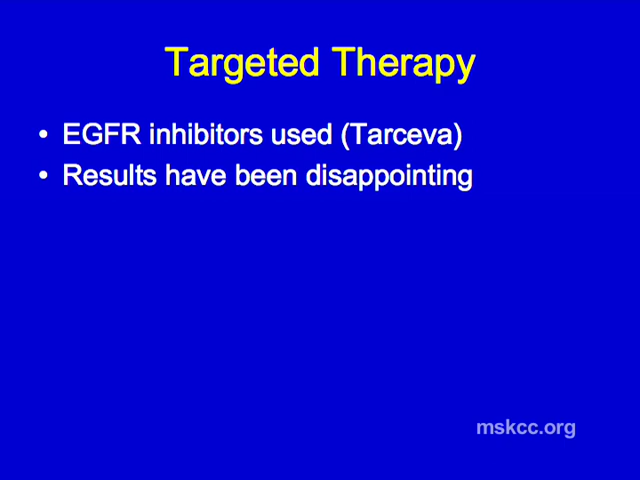 Targeted Therapy
• EGFR inhibitors used (Tarceva)
• Results have been disappointing
mskcc.org